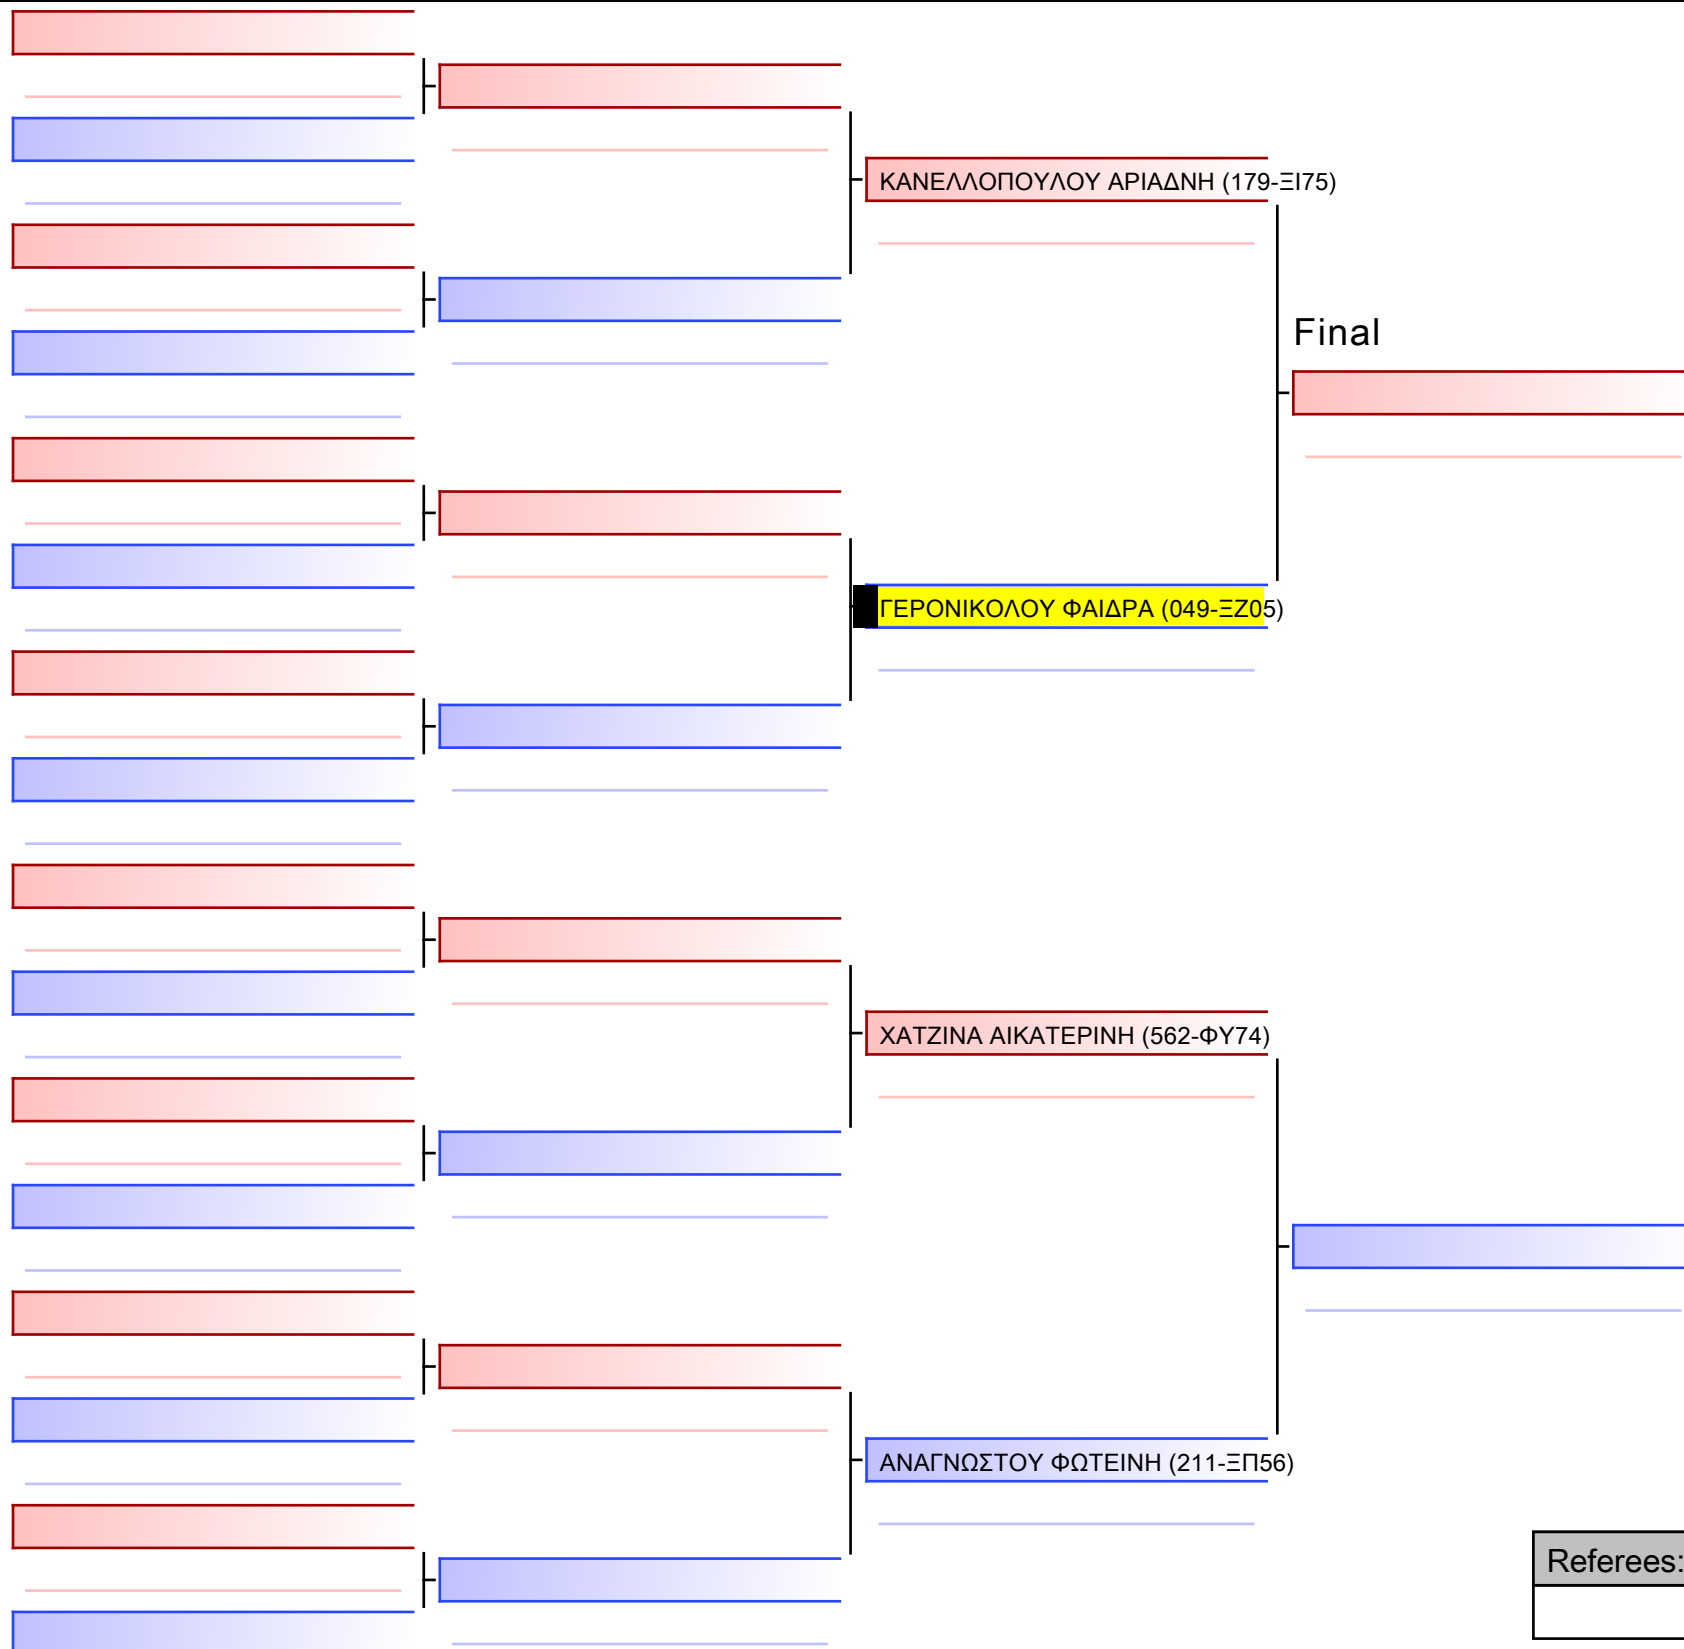 ΚΑΝΕΛΛΟΠΟΥΛΟΥ ΑΡΙΑΔΝΗ (179-ΞΙ75)
Final
ΓΕΡΟΝΙΚΟΛΟΥ ΦΑΙΔΡΑ (049-ΞΖ05)
ΧΑΤΖΙΝΑ ΑΙΚΑΤΕΡΙΝΗ (562-ΦΥ74)
ΑΝΑΓΝΩΣΤΟΥ ΦΩΤΕΙΝΗ (211-ΞΠ56)
Referees: